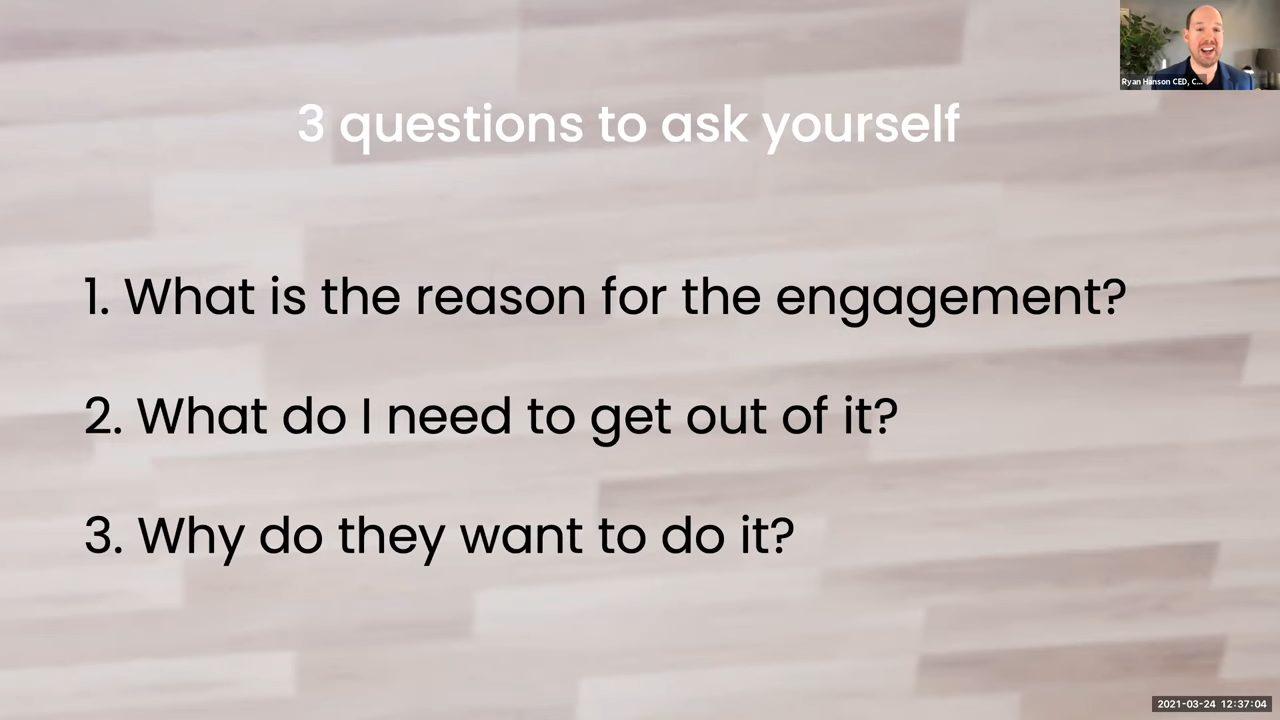 Ryan Hanson CED, C...
3 questions to ask yourself
1. What is the reason for the engagement?
2. What do I need to get out of it?
3. Why do they want to do it?
2021-03-24 12:37:04